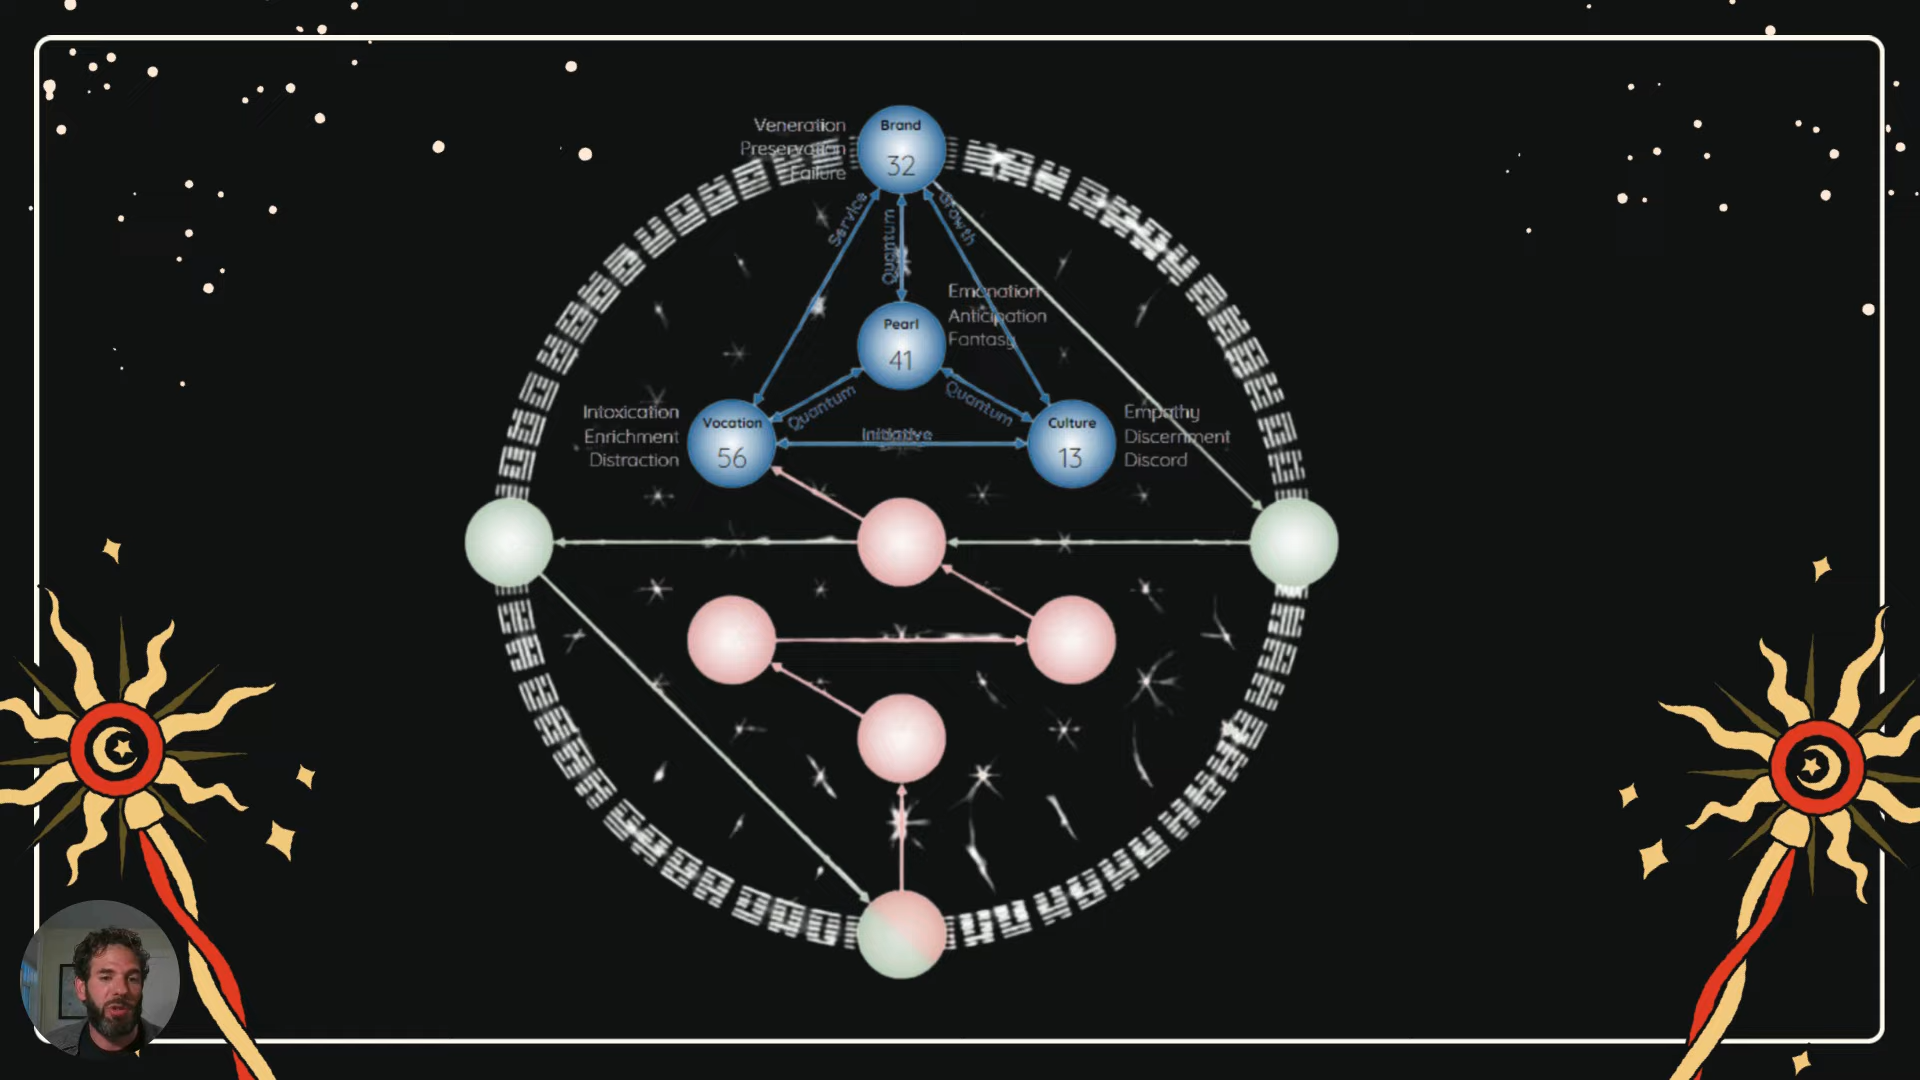 Veneration
Preservation
Failure
Brand
32
Service
Quantum
Growth
Emanation
Anticipation
Fantasy
Pearl
41
Quantum
Quantum
Intoxication
Enrichment
Distraction
Vocation
56
Initiative
Culture
13
Empathy
Discernment
Discord